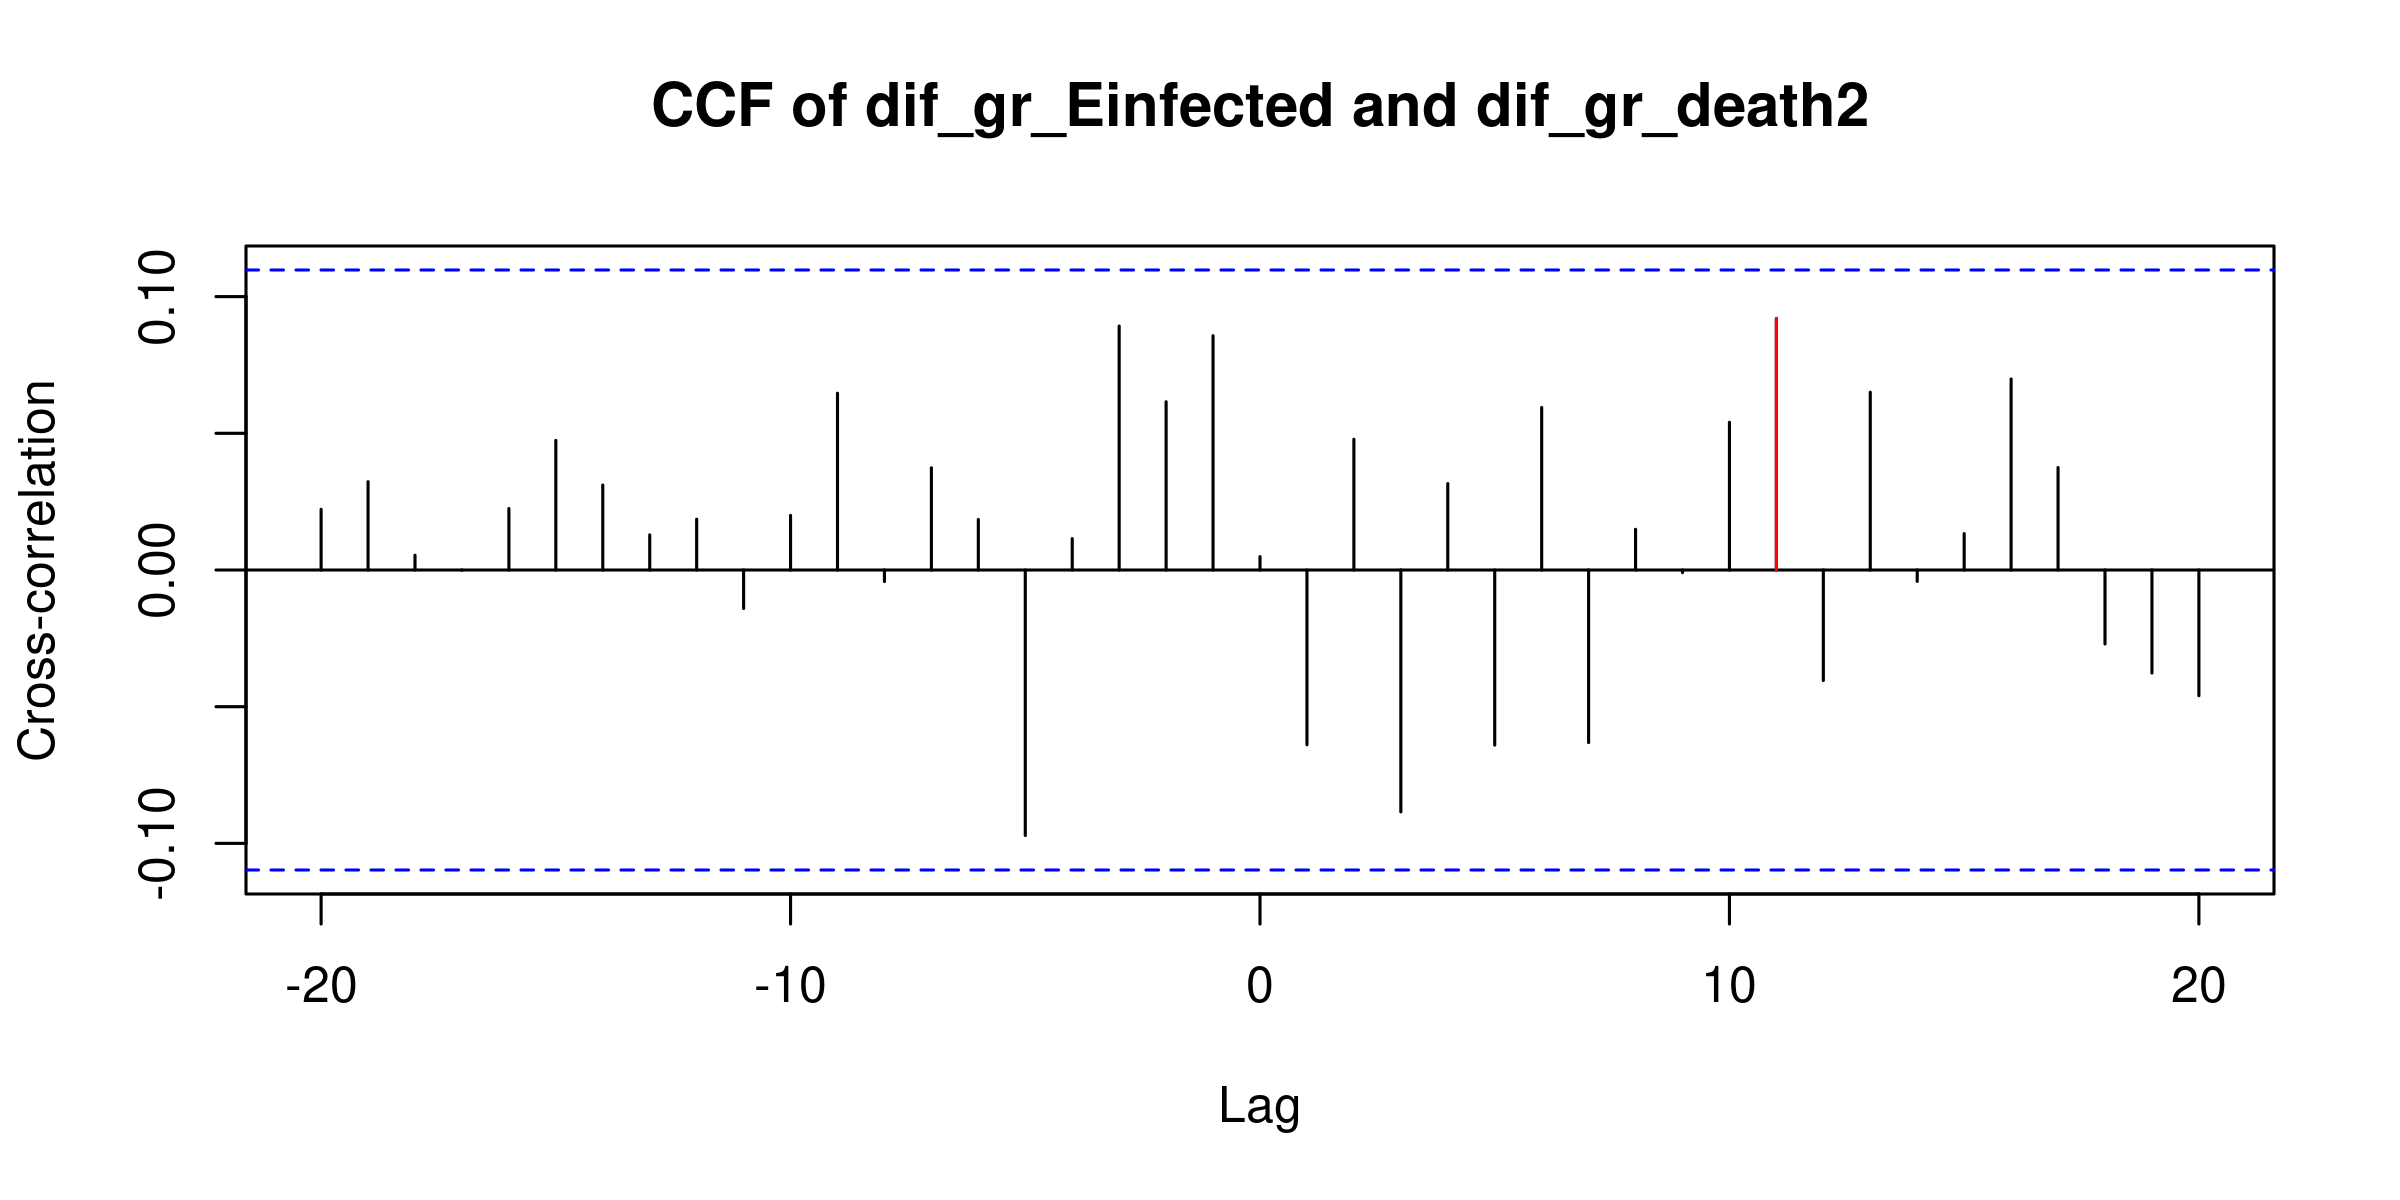 CCF of dif_gr_Einfected and dif_gr_death2
Cross-correlation
0.10
0.00
-0.10
-20 -10 0 10 20
Lag